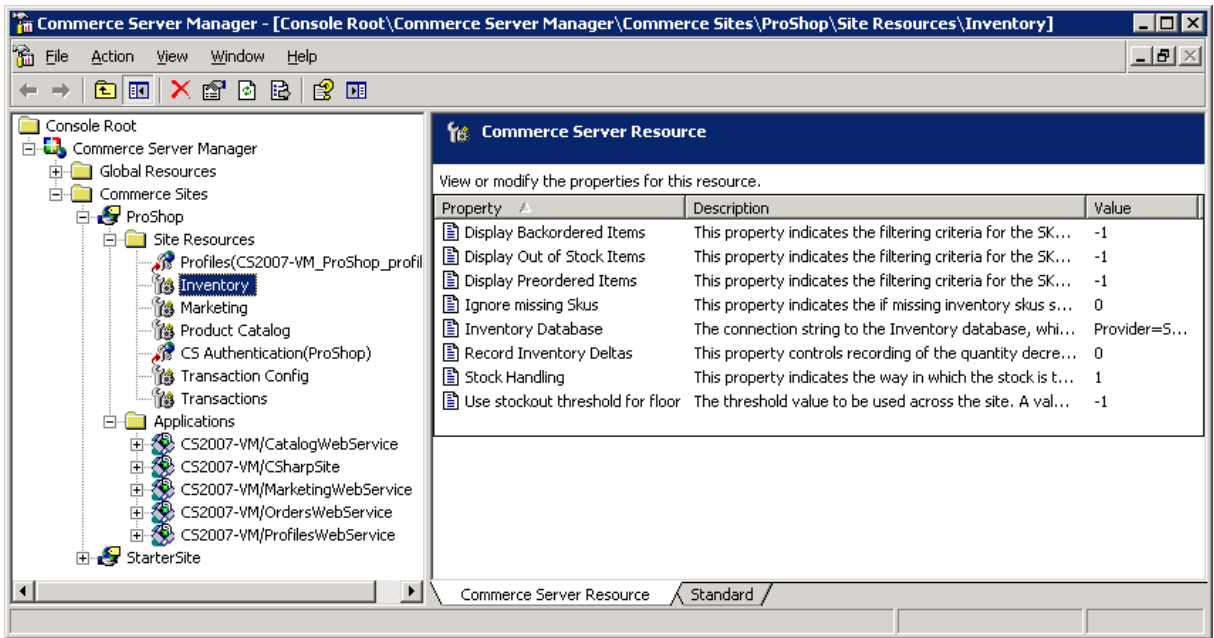 Commerce Server Manager - [Console Root\Commerce Server Manager\Commerce Sites\ProShop\Site Resources\Inventory]
File Action View Window Help
Console Root
Commerce Server Manager
Global Resources
Commerce Sites
ProShop
Site Resources
Profiles(CS2007-VM_ProShop_profil
Inventory
Marketing
Product Catalog
CS Authentication(ProShop)
Transaction Config
Transactions
Applications
CS2007-VM/CatalogWebService
CS2007-VM/CSharpSite
CS2007-VM/MarketingWebService
CS2007-VM/OrdersWebService
CS2007-VM/ProfilesWebService
StarterSite
Commerce Server Resource
View or modify the properties for this resource.
Property Description Value
Display Backordered Items This property indicates the filtering criteria for the SK... -1
Display Out of Stock Items This property indicates the filtering criteria for the SK... -1
Display Preordered Items This property indicates the filtering criteria for the SK... -1
Ignore missing Skus This property indicates the if missing inventory skus s... 0
Inventory Database The connection string to the Inventory database, whi... Provider=S...
Record Inventory Deltas This property controls recording of the quantity decre... 0
Stock Handling This property indicates the way in which the stock is t... 1
Use stockout threshold for floor The threshold value to be used across the site. A val... -1
Commerce Server Resource Standard